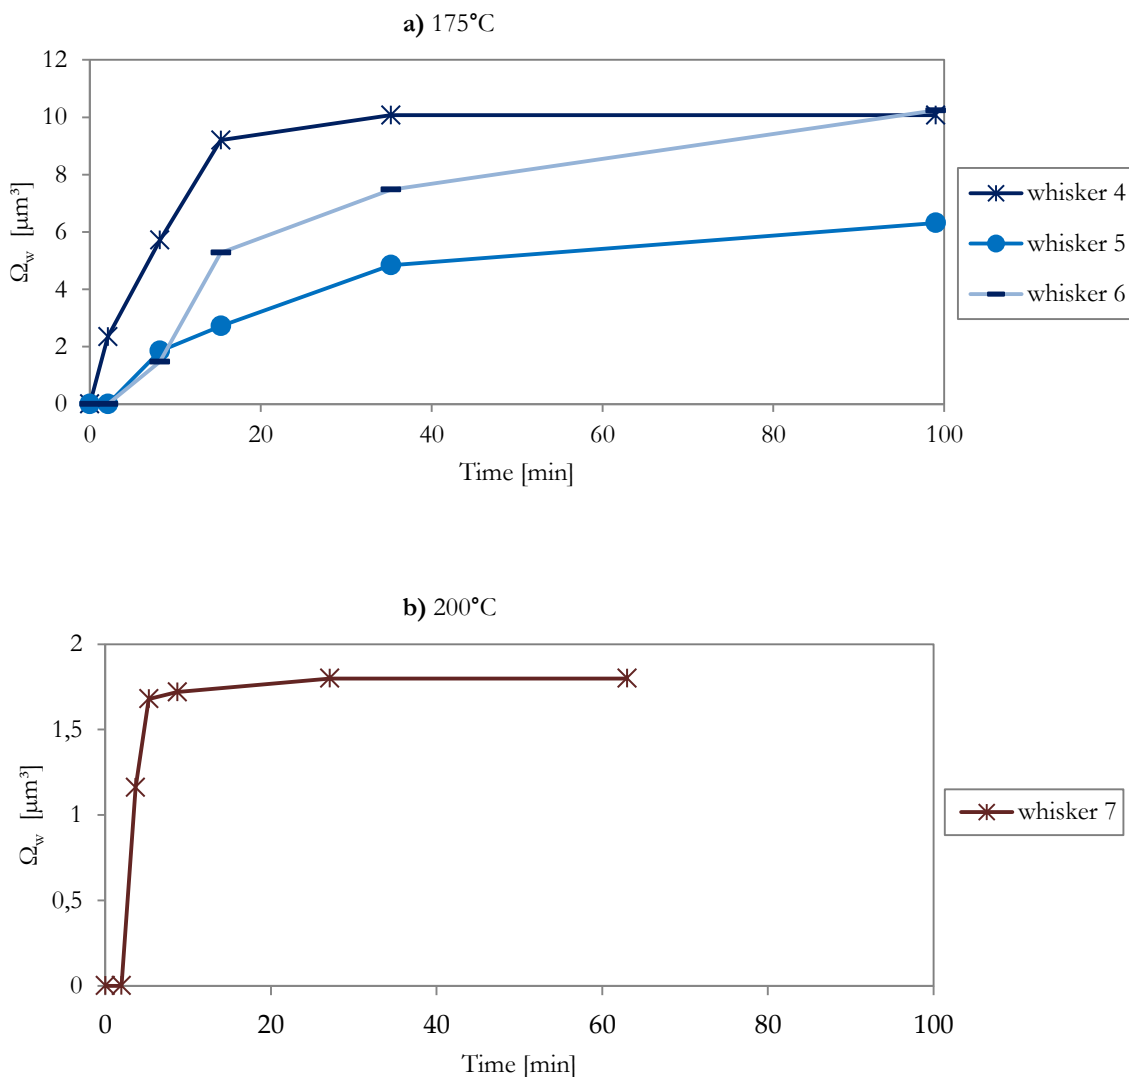 a) 175°C
12
10
8
6
4
2
0
Ω_w [µm³]
0 20 40 60 80 100
Time [min]
whisker 4
whisker 5
whisker 6
b) 200°C
2
1,5
1
0,5
0
Ω_w [µm³]
0 20 40 60 80 100
Time [min]
whisker 7